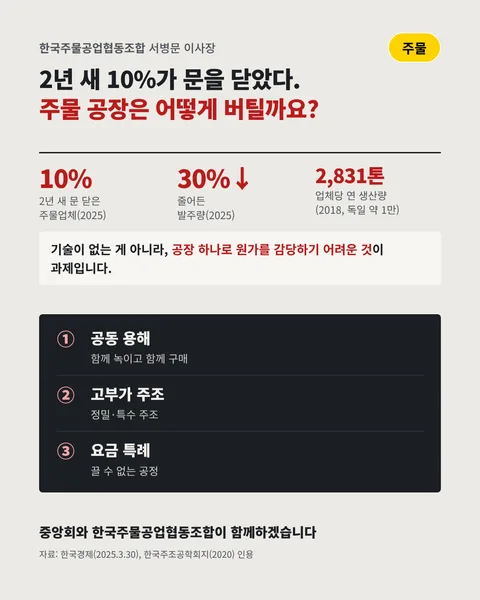 한국주물공업협동조합 서병문 이사장
주물
2년 새 10%가 문을 닫았다.
주물 공장은 어떻게 버틸까요?
10%
2년 새 문 닫은
주물업체(2025)
30%↓
줄어든
발주량(2025)
2,831톤
업체당 연 생산량
(2018, 독일 약 1만)
기술이 없는 게 아니라, 공장 하나로 원가를 감당하기 어려운 것이
과제입니다.
① 공동 용해
함께 녹이고 함께 구매
② 고부가 주조
정밀·특수 주조
③ 요금 특례
끌 수 없는 공정
중앙회와 한국주물공업협동조합이 함께하겠습니다
자료: 한국경제(2025.3.30), 한국주조공학회지(2020) 인용